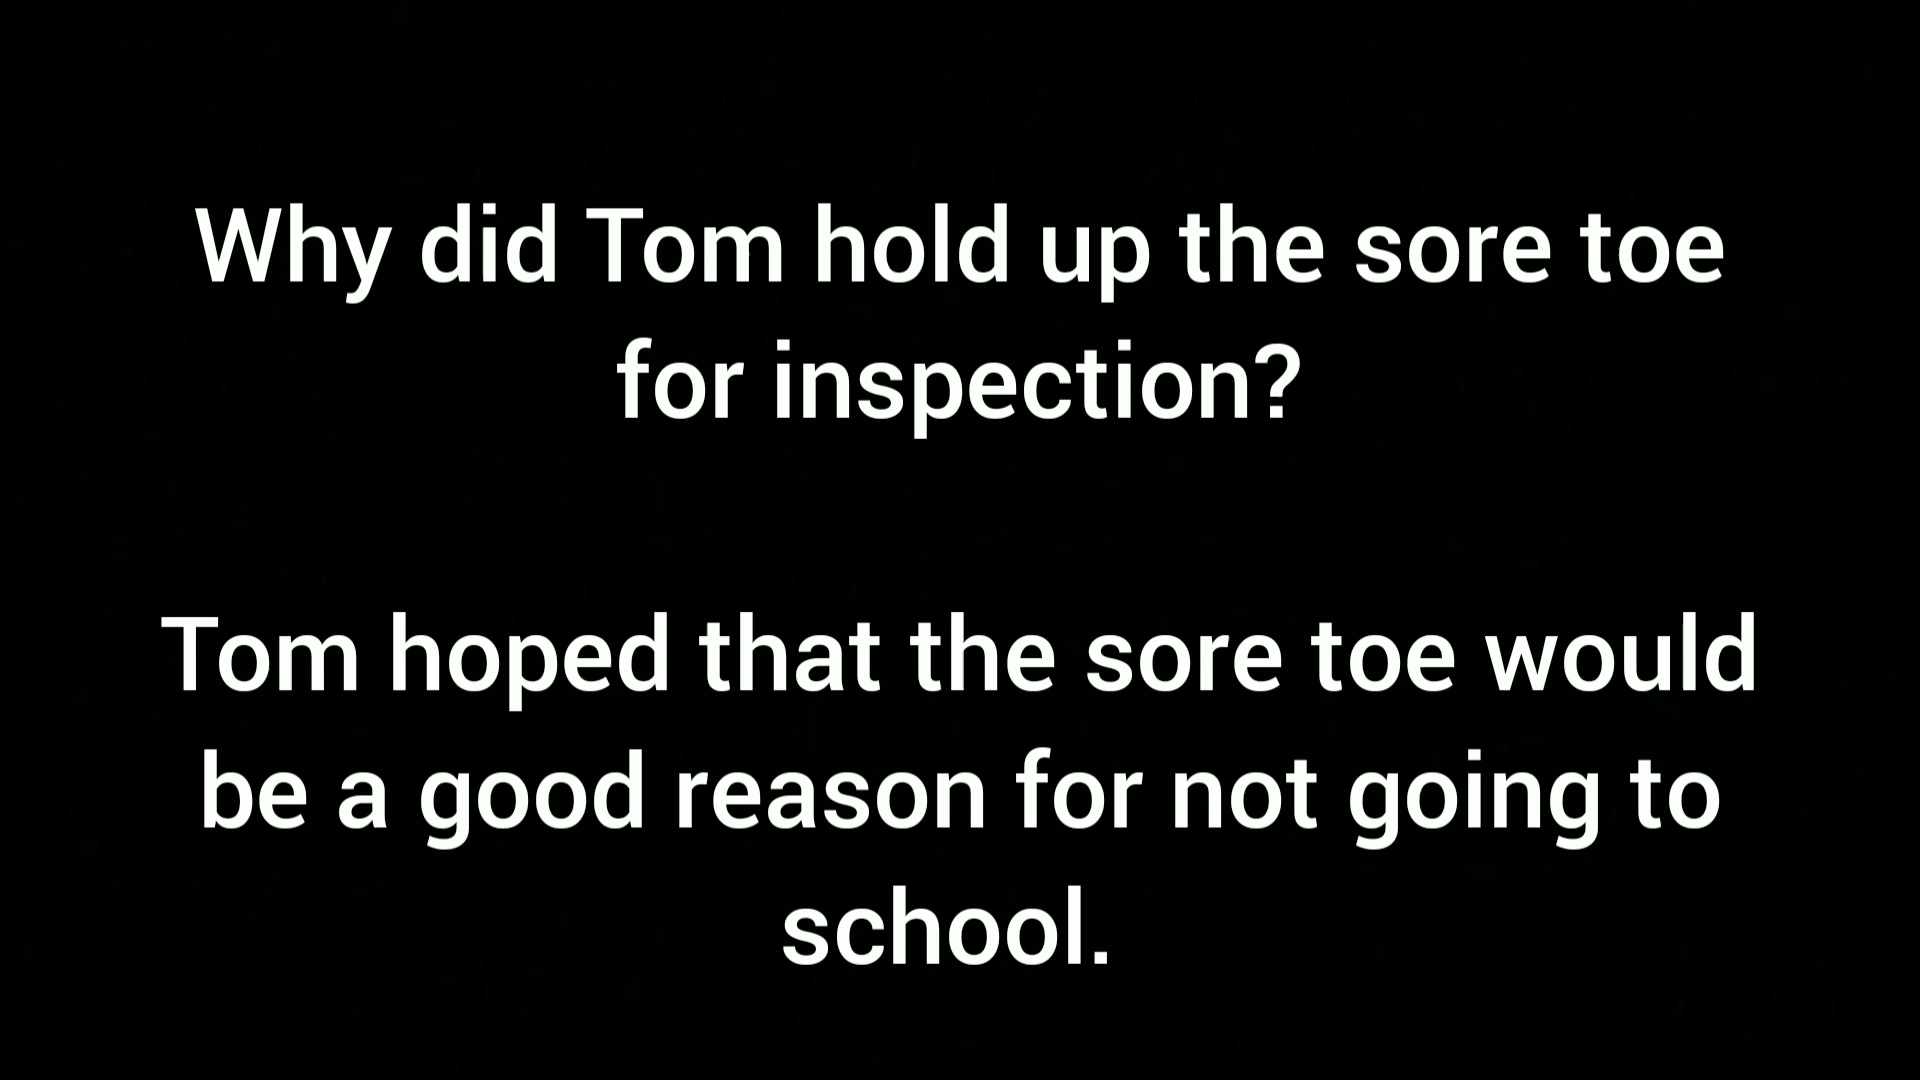 Why did Tom hold up the sore toe
for inspection?
Tom hoped that the sore toe would
be a good reason for not going to
school.